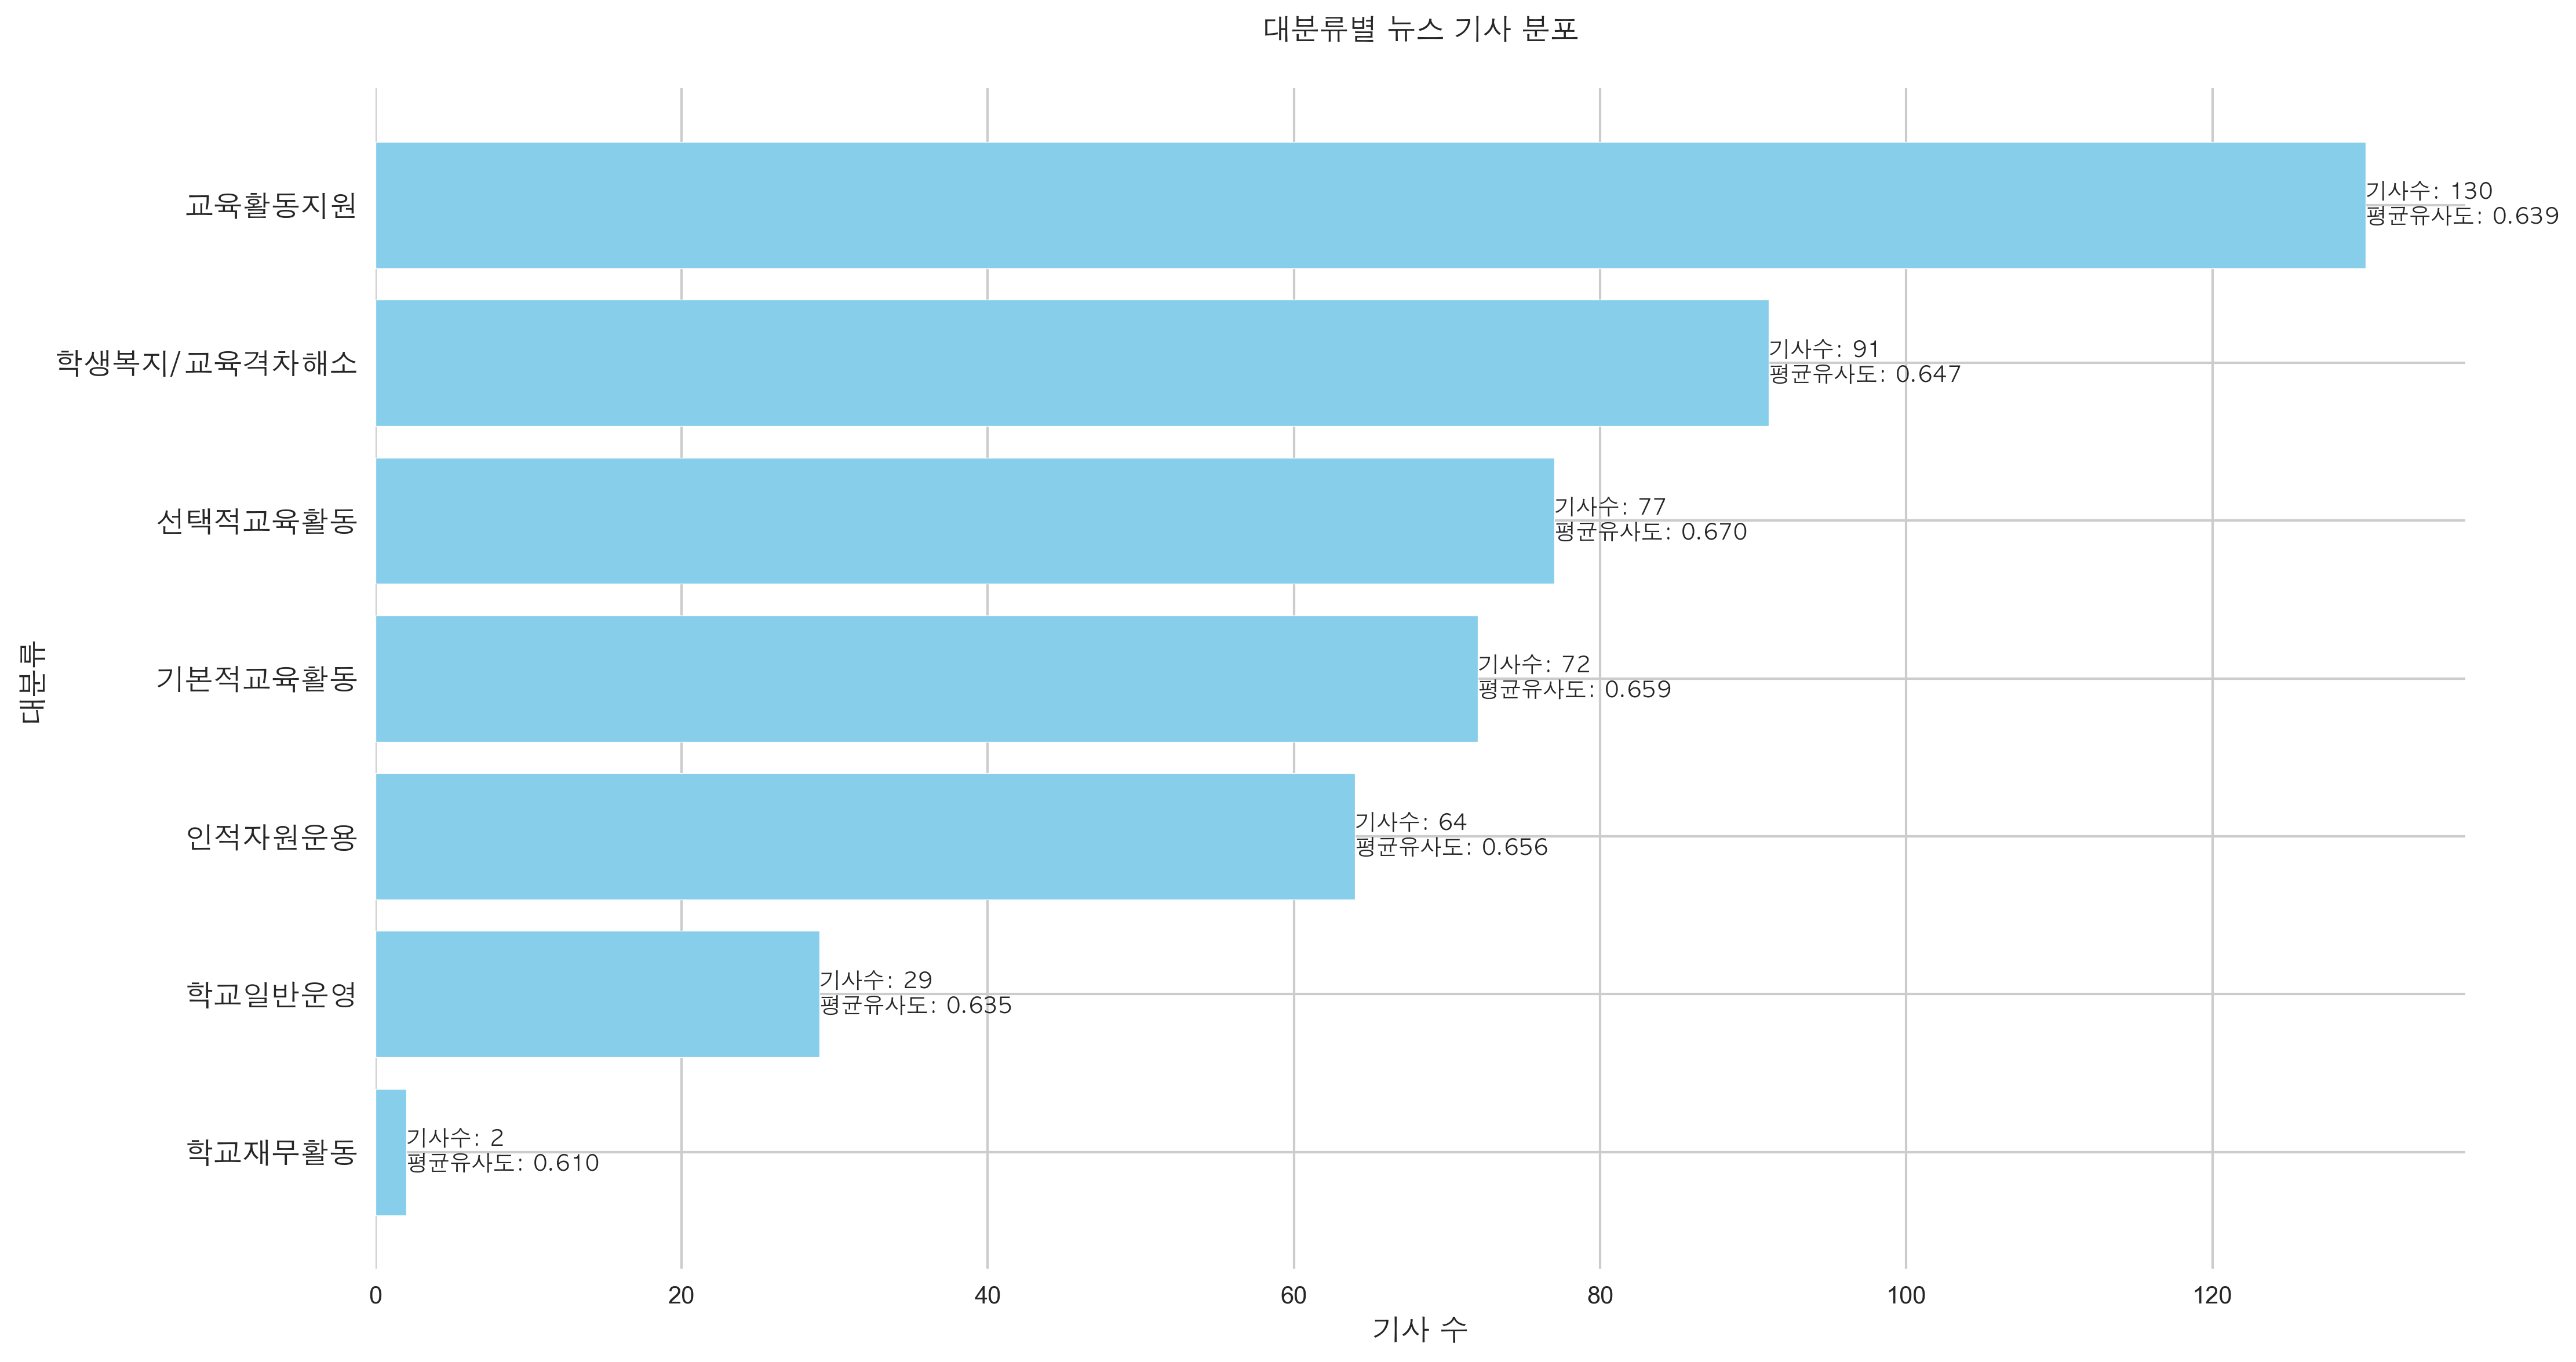 대분류별 뉴스 기사 분포
대분류
교육활동지원
기사수: 130
평균유사도: 0.639
학생복지/교육격차해소
기사수: 91
평균유사도: 0.647
선택적교육활동
기사수: 77
평균유사도: 0.670
기본적교육활동
기사수: 72
평균유사도: 0.659
인적자원운용
기사수: 64
평균유사도: 0.656
학교일반운영
기사수: 29
평균유사도: 0.635
학교재무활동
기사수: 2
평균유사도: 0.610
0 20 40 60 80 100 120
기사 수